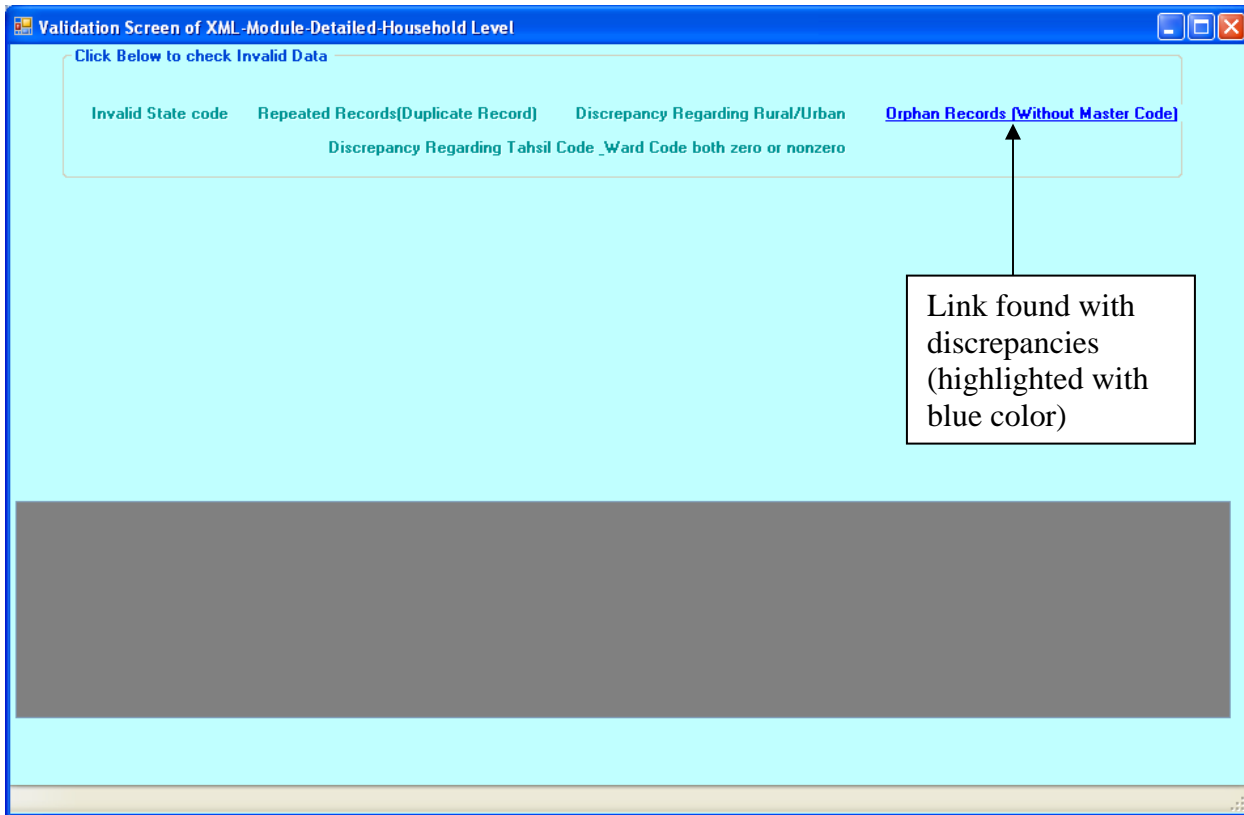 Validation Screen of XML-Module-Detailed-Household Level
Click Below to check Invalid Data
Invalid State code Repeated Records(Duplicate Record) Discrepancy Regarding Rural/Urban Orphan Records (Without Master Code)
Discrepancy Regarding Tahsil Code _Ward Code both zero or nonzero
Link found with
discrepancies
(highlighted with
blue color)